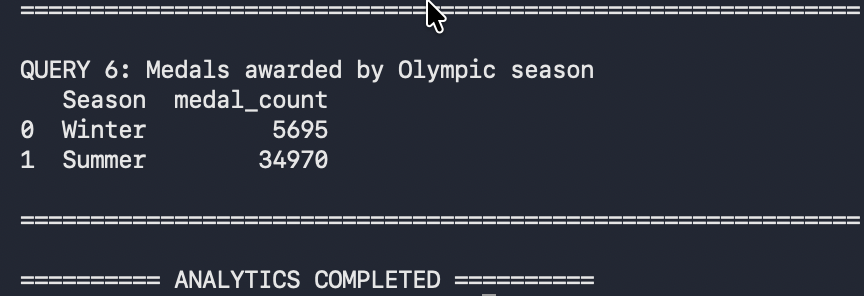 ============================================================
QUERY 6: Medals awarded by Olympic season
   Season  medal_count
0  Winter         5695
1  Summer        34970
============================================================
========== ANALYTICS COMPLETED ==========